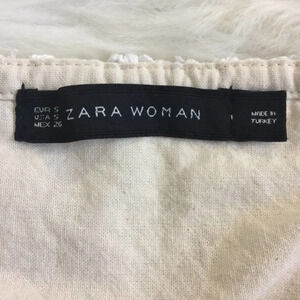 EUR S
USA S
MEX 26
ZARA WOMAN
MADE IN
TURKEY